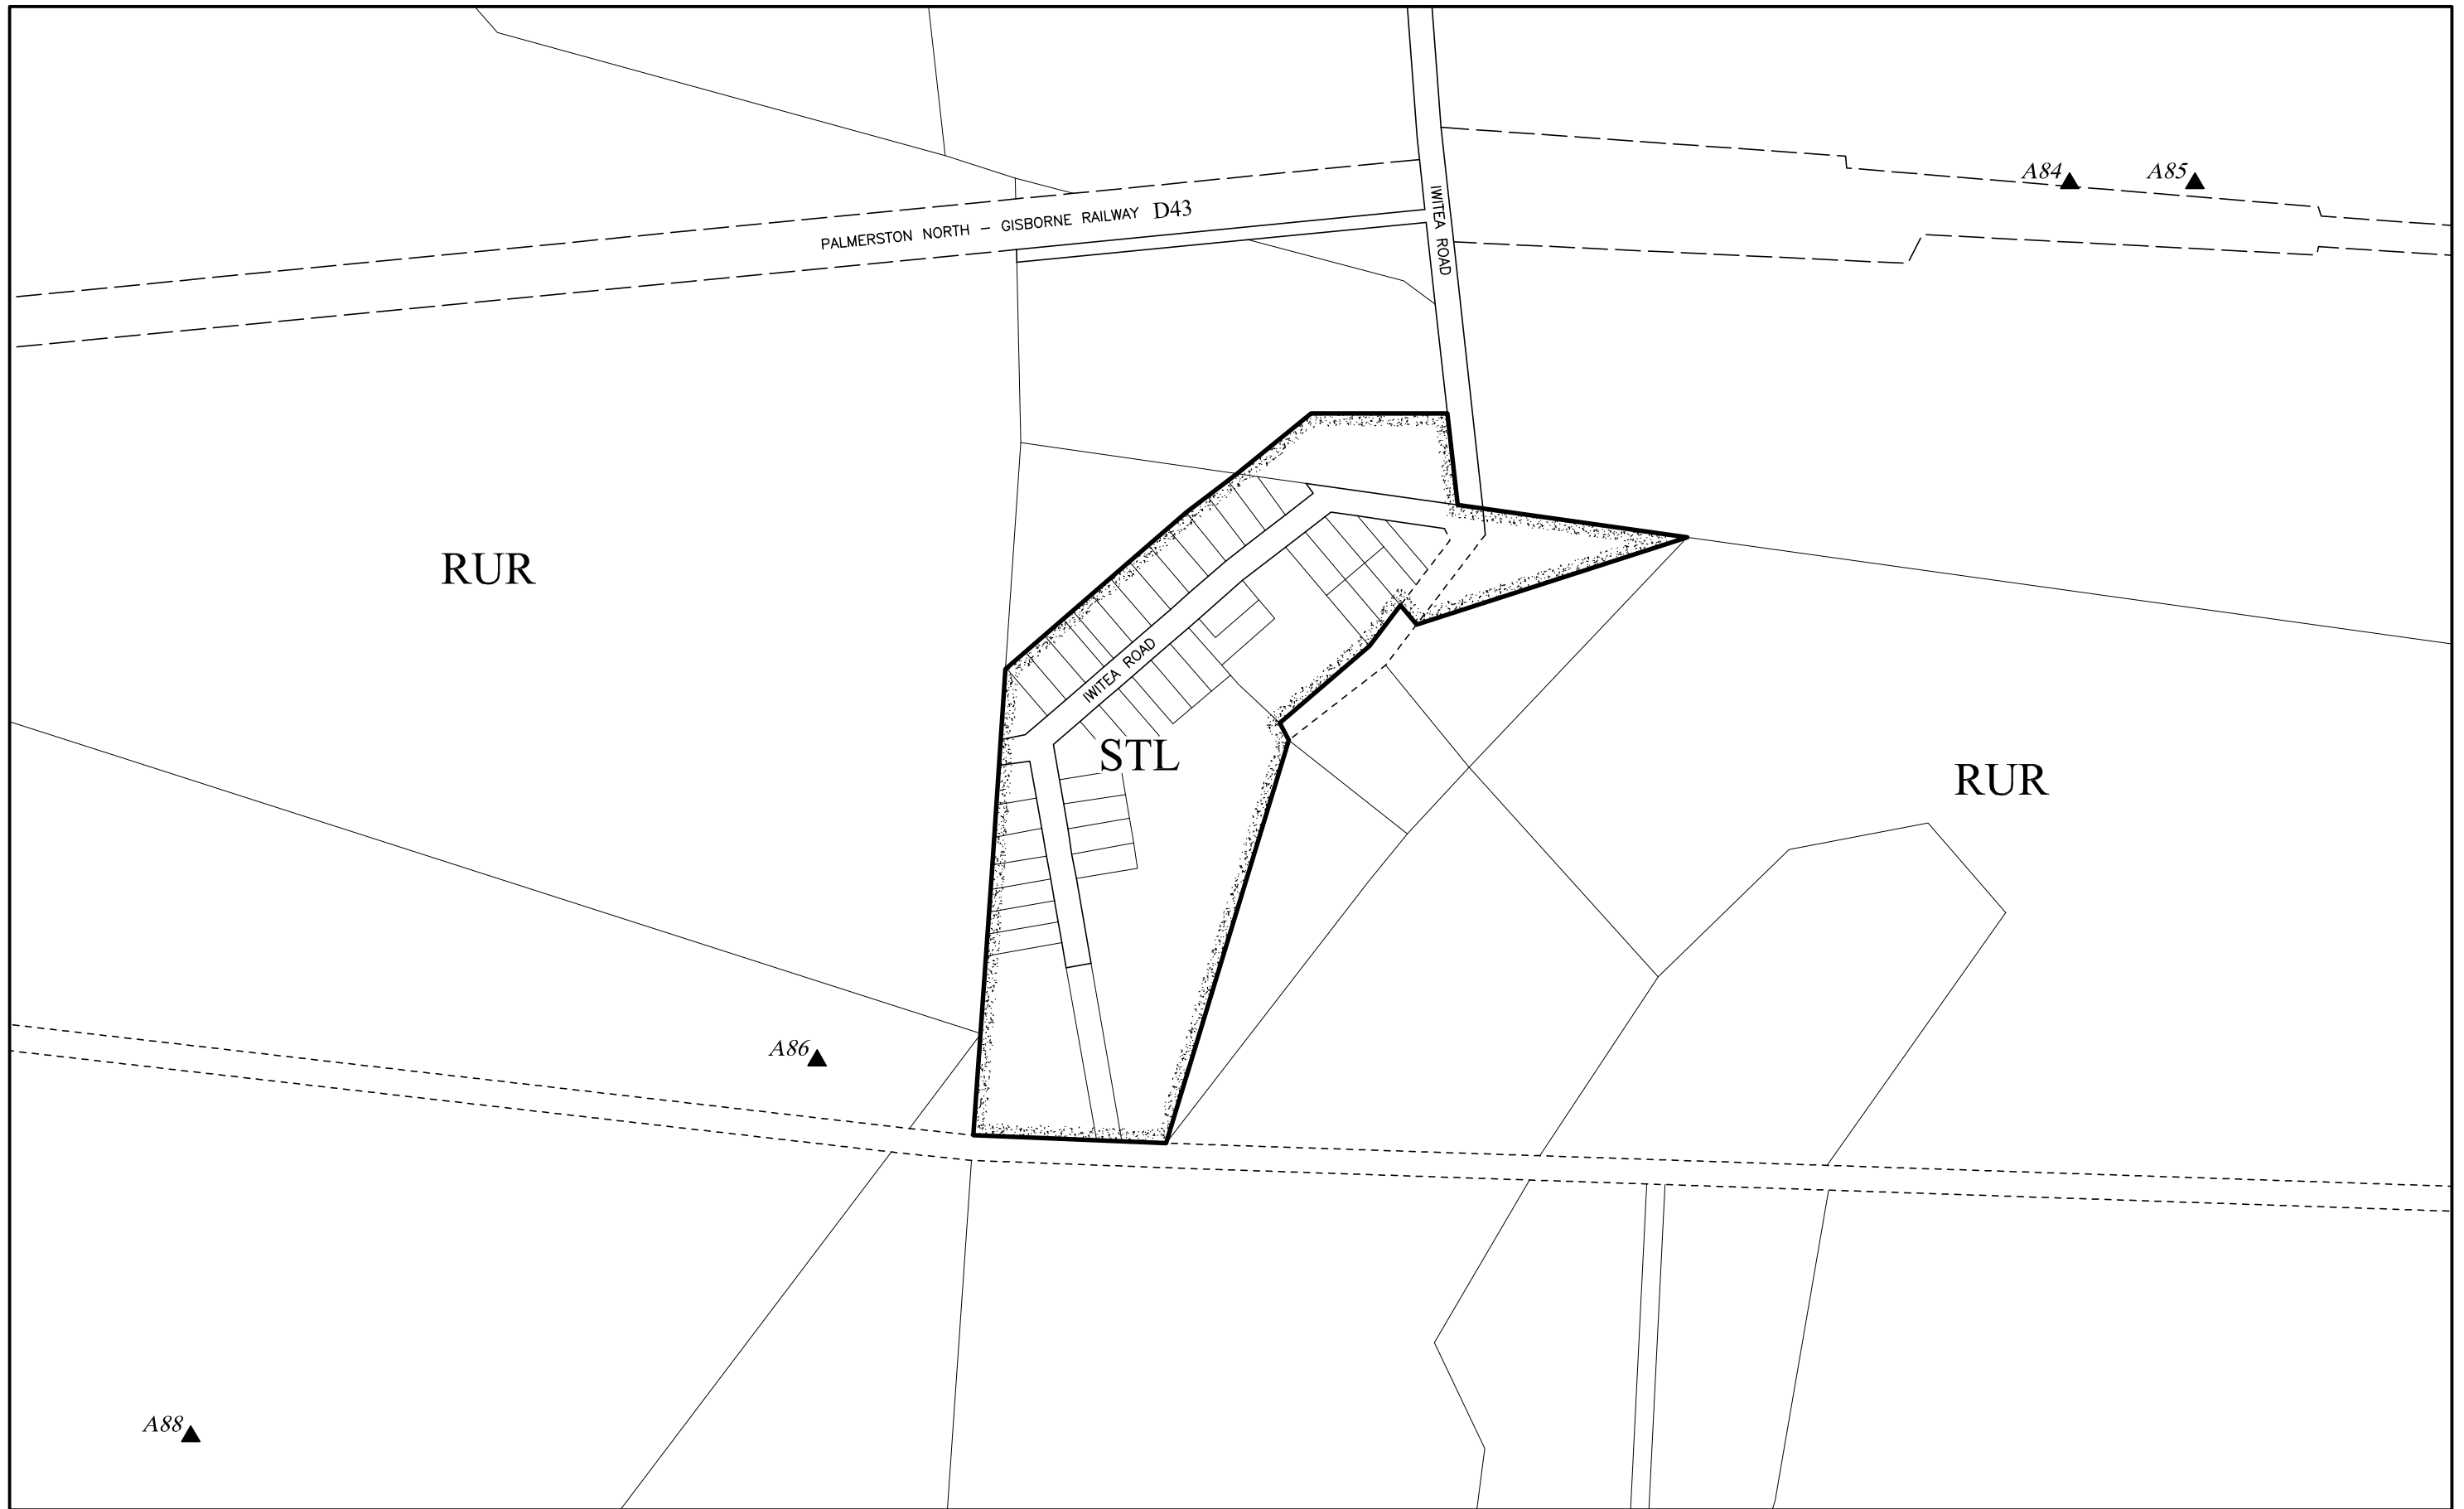 A84
A85
PALMERSTON NORTH – GISBORNE RAILWAY D43
IWITEA ROAD
RUR
IWITEA ROAD
STL
RUR
A86
A88